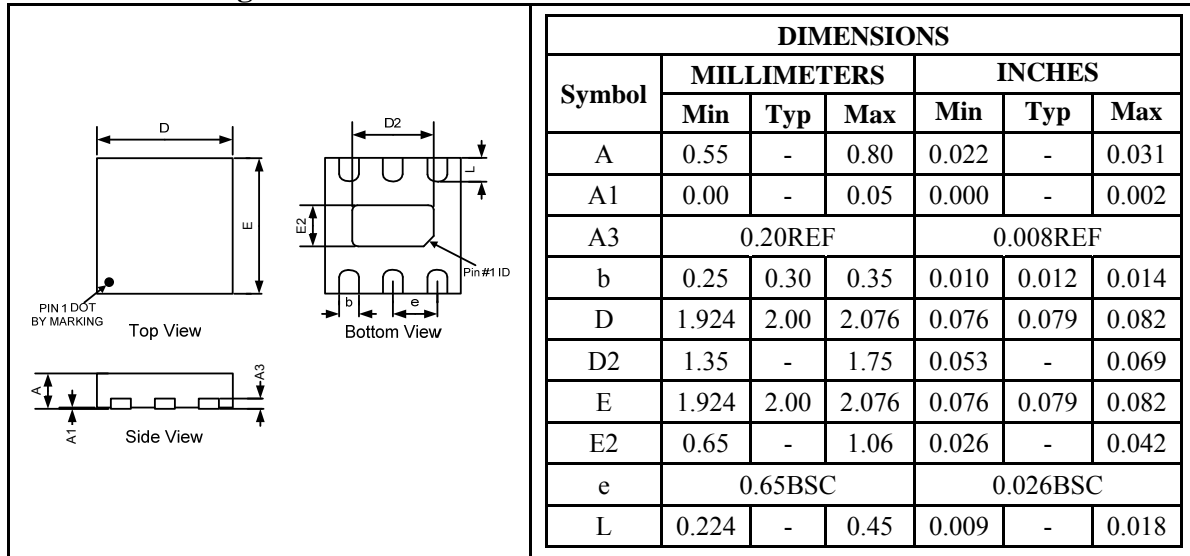 D
E
PIN 1 DOT
BY MARKING
Top View
D2
L
E2
Pin #1 ID
b
e
Bottom View
A
A1
A3
Side View
DIMENSIONS
Symbol MILLIMETERS INCHES
Min Typ Max Min Typ Max
A 0.55 - 0.80 0.022 - 0.031
A1 0.00 - 0.05 0.000 - 0.002
A3 0.20REF 0.008REF
b 0.25 0.30 0.35 0.010 0.012 0.014
D 1.924 2.00 2.076 0.076 0.079 0.082
D2 1.35 - 1.75 0.053 - 0.069
E 1.924 2.00 2.076 0.076 0.079 0.082
E2 0.65 - 1.06 0.026 - 0.042
e 0.65BSC 0.026BSC
L 0.224 - 0.45 0.009 - 0.018